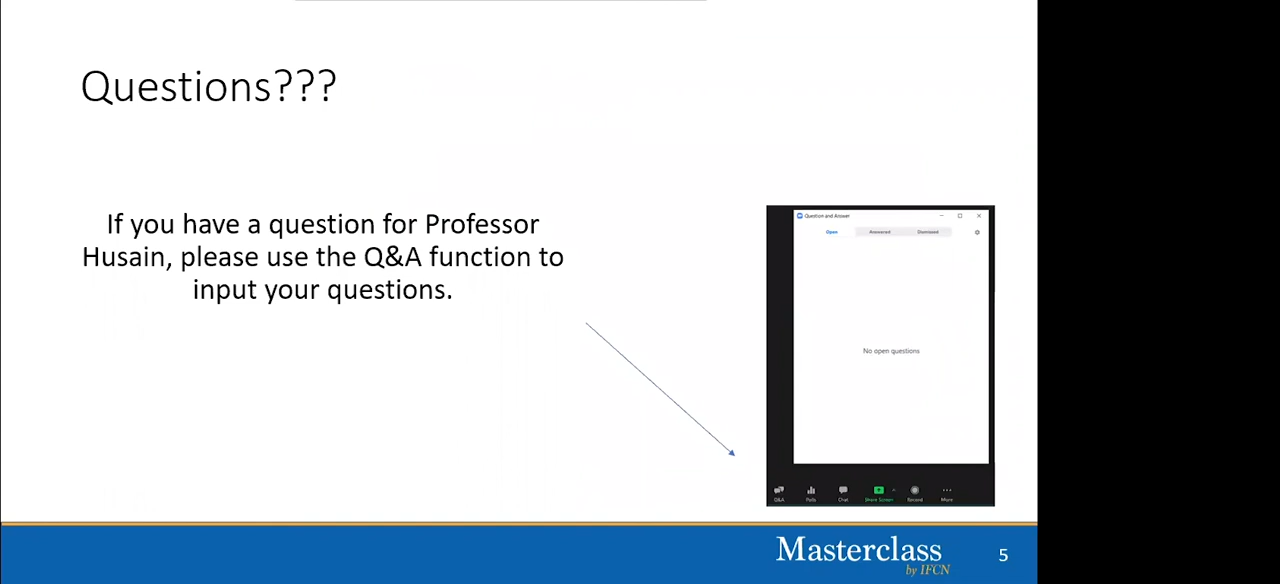 Questions???
If you have a question for Professor
Husain, please use the Q&A function to
input your questions.
Question and Answer
Open Answered Dismissed
No open questions
Q&A Polls Chat Share Screen Record More
Masterclass
by IFCN
5